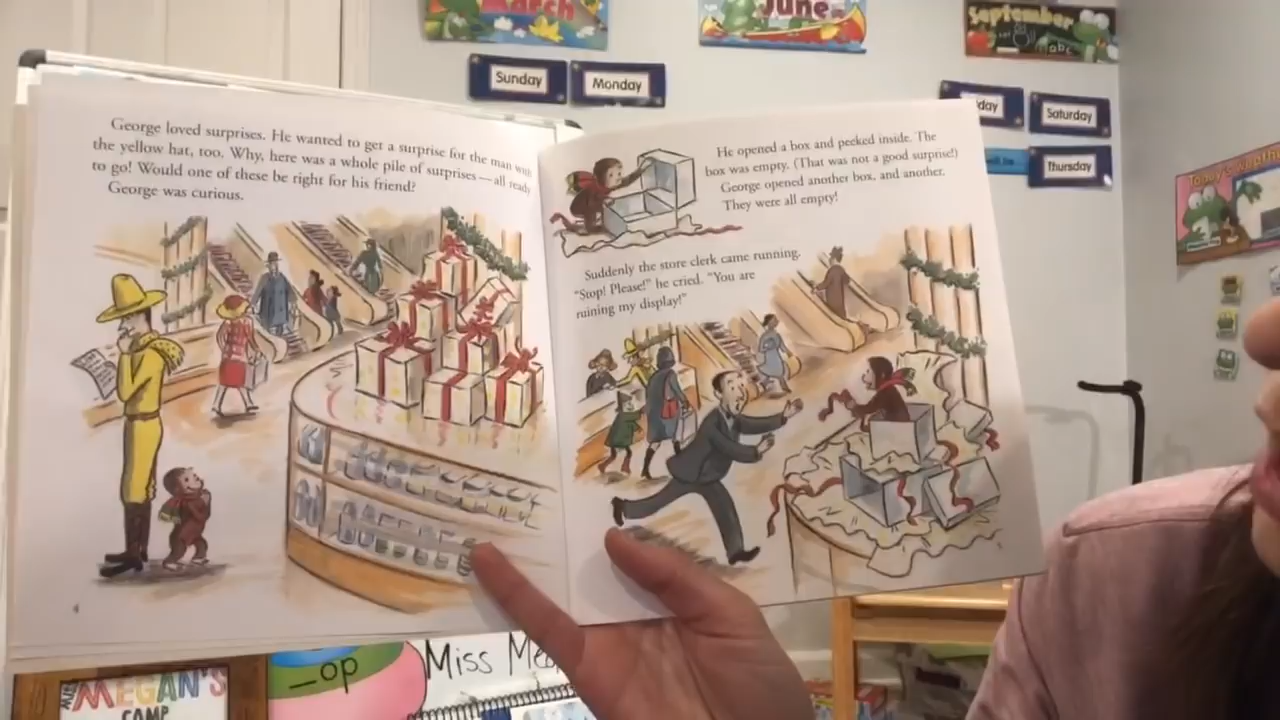 March
June
September
abc
Sunday
Monday
day
Saturday
Thursday
Today's
George loved surprises. He wanted to get a surprise for the man with
the yellow hat, too. Why, here was a whole pile of surprises—all ready
to go! Would one of these be right for his friend?
George was curious.
4
He opened a box and peeked inside. The
box was empty. (That was not a good surprise!)
George opened another box, and another.
They were all empty!
Suddenly the store clerk came running.
"Stop! Please!" he cried. "You are
ruining my display!"
MEGAN'S
CAMP
_op
Miss Me